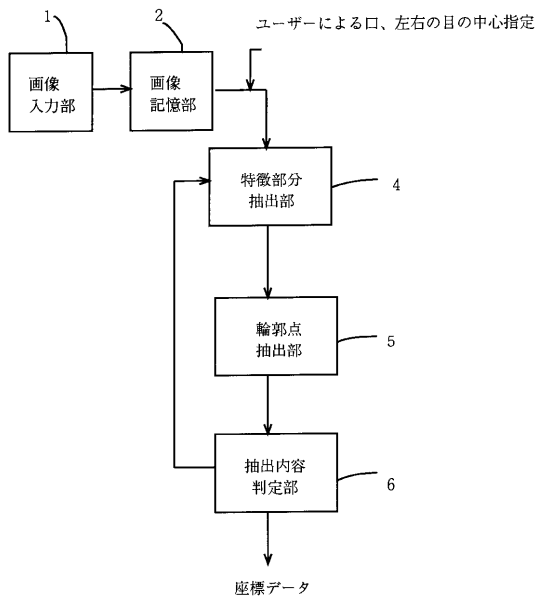 1
2
ユーザーによる口、左右の目の中心指定
画像
入力部
画像
記憶部
特徴部分
抽出部
4
輪郭点
抽出部
5
抽出内容
判定部
6
座標データ